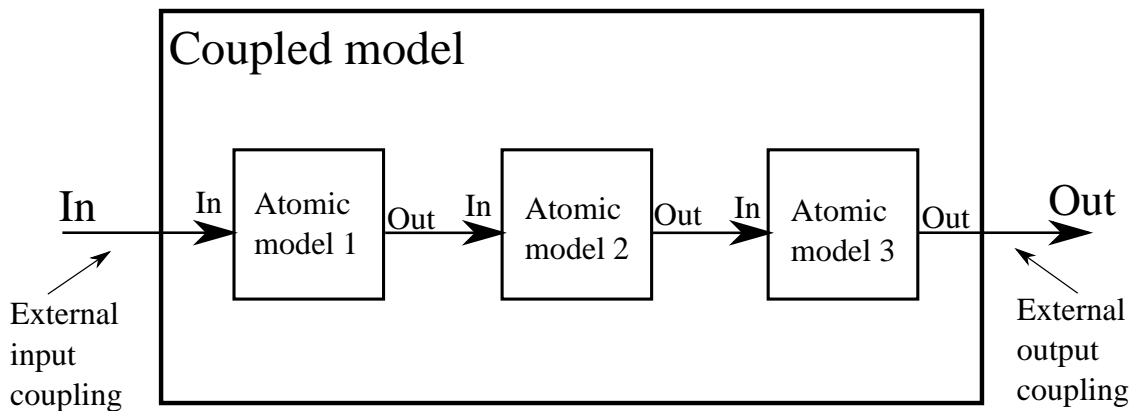 Coupled model
In
In
Atomic
model 1
Out
In
Atomic
model 2
Out
In
Atomic
model 3
Out
Out
External
input
coupling
External
output
coupling